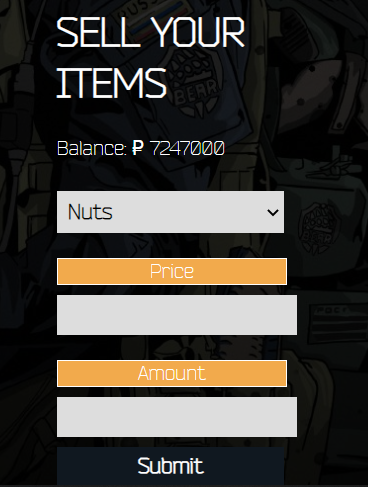 SELL YOUR
ITEMS
Balance: ₽ 7247000
Nuts
Price
Amount
Submit